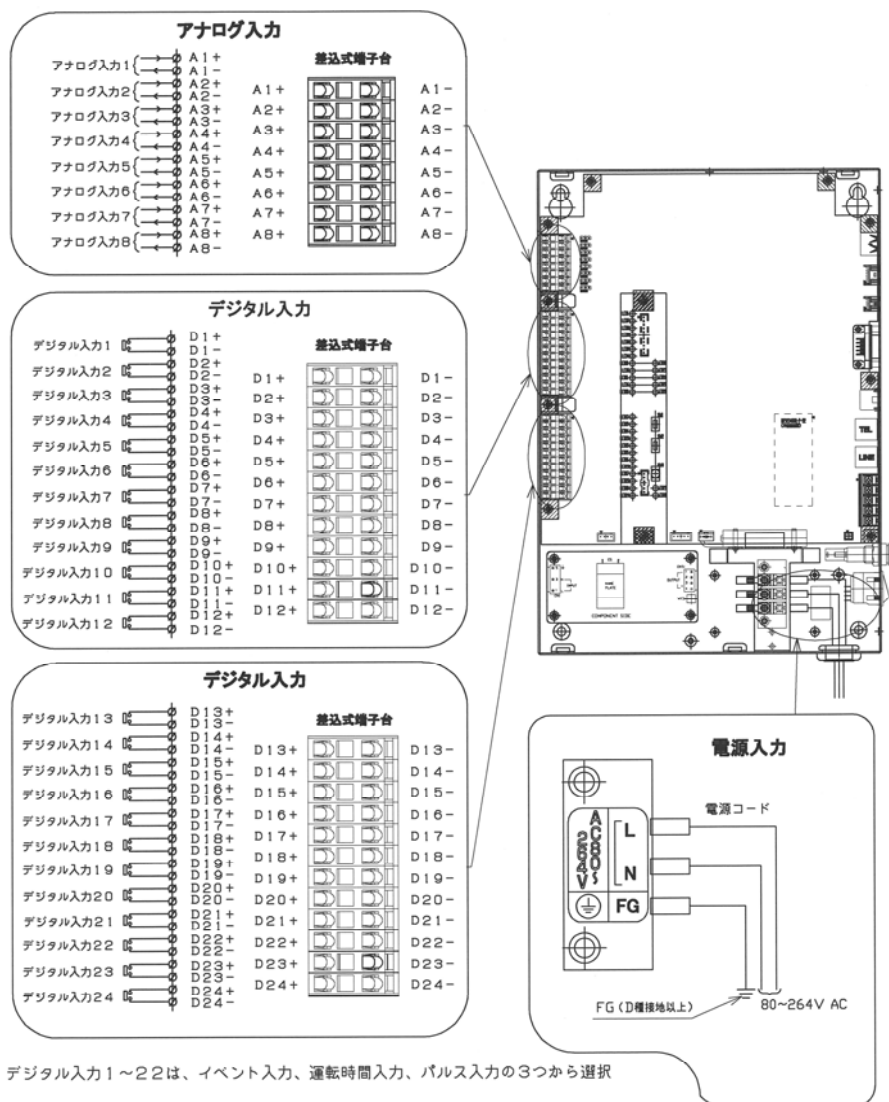 アナログ入力
差込式端子台
アナログ入力1 A1+ A1-
アナログ入力2 A2+ A2-
アナログ入力3 A3+ A3-
アナログ入力4 A4+ A4-
アナログ入力5 A5+ A5-
アナログ入力6 A6+ A6-
アナログ入力7 A7+ A7-
アナログ入力8 A8+ A8-
A1+ A1-
A2+ A2-
A3+ A3-
A4+ A4-
A5+ A5-
A6+ A6-
A7+ A7-
A8+ A8-
デジタル入力
差込式端子台
デジタル入力1 D1+ D1-
デジタル入力2 D2+ D2-
デジタル入力3 D3+ D3-
デジタル入力4 D4+ D4-
デジタル入力5 D5+ D5-
デジタル入力6 D6+ D6-
デジタル入力7 D7+ D7-
デジタル入力8 D8+ D8-
デジタル入力9 D9+ D9-
デジタル入力10 D10+ D10-
デジタル入力11 D11+ D11-
デジタル入力12 D12+ D12-
D1+ D1-
D2+ D2-
D3+ D3-
D4+ D4-
D5+ D5-
D6+ D6-
D7+ D7-
D8+ D8-
D9+ D9-
D10+ D10-
D11+ D11-
D12+ D12-
デジタル入力
差込式端子台
デジタル入力13 D13+ D13-
デジタル入力14 D14+ D14-
デジタル入力15 D15+ D15-
デジタル入力16 D16+ D16-
デジタル入力17 D17+ D17-
デジタル入力18 D18+ D18-
デジタル入力19 D19+ D19-
デジタル入力20 D20+ D20-
デジタル入力21 D21+ D21-
デジタル入力22 D22+ D22-
デジタル入力23 D23+ D23-
デジタル入力24 D24+ D24-
D13+ D13-
D14+ D14-
D15+ D15-
D16+ D16-
D17+ D17-
D18+ D18-
D19+ D19-
D20+ D20-
D21+ D21-
D22+ D22-
D23+ D23-
D24+ D24-
TEL
LINE
INPUT
OUTPUT
COMPONENT SIDE
電源入力
電源コード
AC80~
264V
L
N
FG
FG(D種接地以上)
80~264V AC
デジタル入力1~22は、イベント入力、運転時間入力、パルス入力の3つから選択